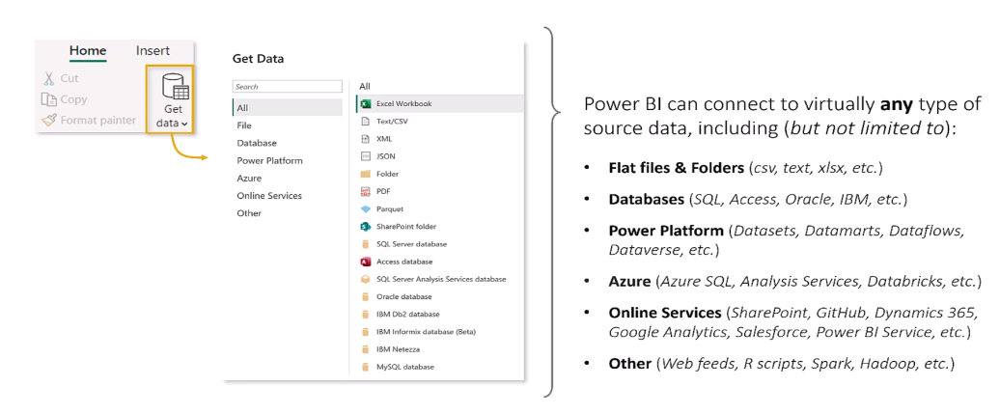 Home Insert
Cut
Copy
Format painter
Get
data
Get Data
Search
All
File
Database
Power Platform
Azure
Online Services
Other
All
Excel Workbook
Text/CSV
XML
JSON
Folder
PDF
Parquet
SharePoint folder
SQL Server database
Access database
SQL Server Analysis Services database
Oracle database
IBM Db2 database
IBM Informix database (Beta)
IBM Netezza
MySQL database
Power BI can connect to virtually any type of
source data, including (but not limited to):
• Flat files & Folders (csv, text, xlsx, etc.)
• Databases (SQL, Access, Oracle, IBM, etc.)
• Power Platform (Datasets, Datamarts, Dataflows,
Dataverse, etc.)
• Azure (Azure SQL, Analysis Services, Databricks, etc.)
• Online Services (SharePoint, GitHub, Dynamics 365,
Google Analytics, Salesforce, Power BI Service, etc.)
• Other (Web feeds, R scripts, Spark, Hadoop, etc.)